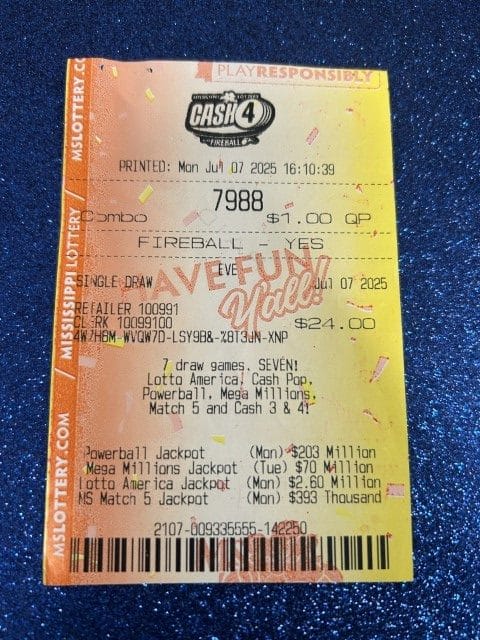 PLAYRESPONSIBLY
MISSISSIPPI LOTTERY
CASH 4
FIREBALL
PRINTED: Mon Jul 07 2025 16:10:39
7988
Combo $1.00 QP
FIREBALL - YES
EVE
SINGLE DRAW Jul 07 2025
HAVE FUN
Y'all!
RETAILER 100991
CLERK 10099100 $24.00
7 draw games. SEVEN!
Lotto America, Cash Pop,
Powerball, Mega Millions,
Match 5 and Cash 3 & 4!
Powerball Jackpot (Mon) $203 Million
Mega Millions Jackpot (Tue) $70 Million
Lotto America Jackpot (Mon) $2.60 Million
MS Match 5 Jackpot (Mon) $393 Thousand
2107-009335555-142250
MSLOTTERY.COM / MISSISSIPPI LOTTERY / MSLOTTERY.CO